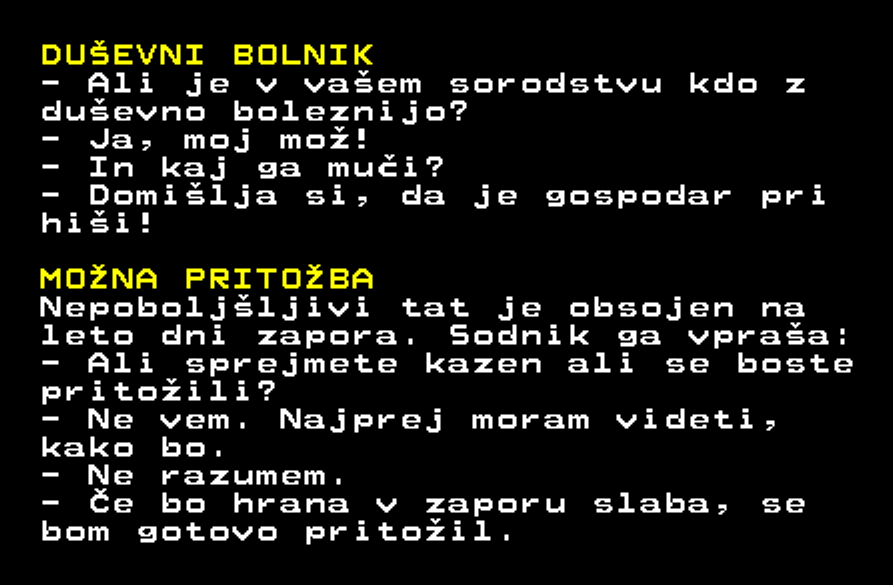 DUŠEVNI BOLNIK
- Ali je v vašem sorodstvu kdo z
duševno boleznijo?
- Ja, moj mož!
- In kaj ga muči?
- Domišlja si, da je gospodar pri
hiši!
MOŽNA PRITOŽBA
Nepoboljšljivi tat je obsojen na
leto dni zapora. Sodnik ga vpraša:
- Ali sprejmete kazen ali se boste
pritožili?
- Ne vem. Najprej moram videti,
kako bo.
- Ne razumem.
- Če bo hrana v zaporu slaba, se
bom gotovo pritožil.